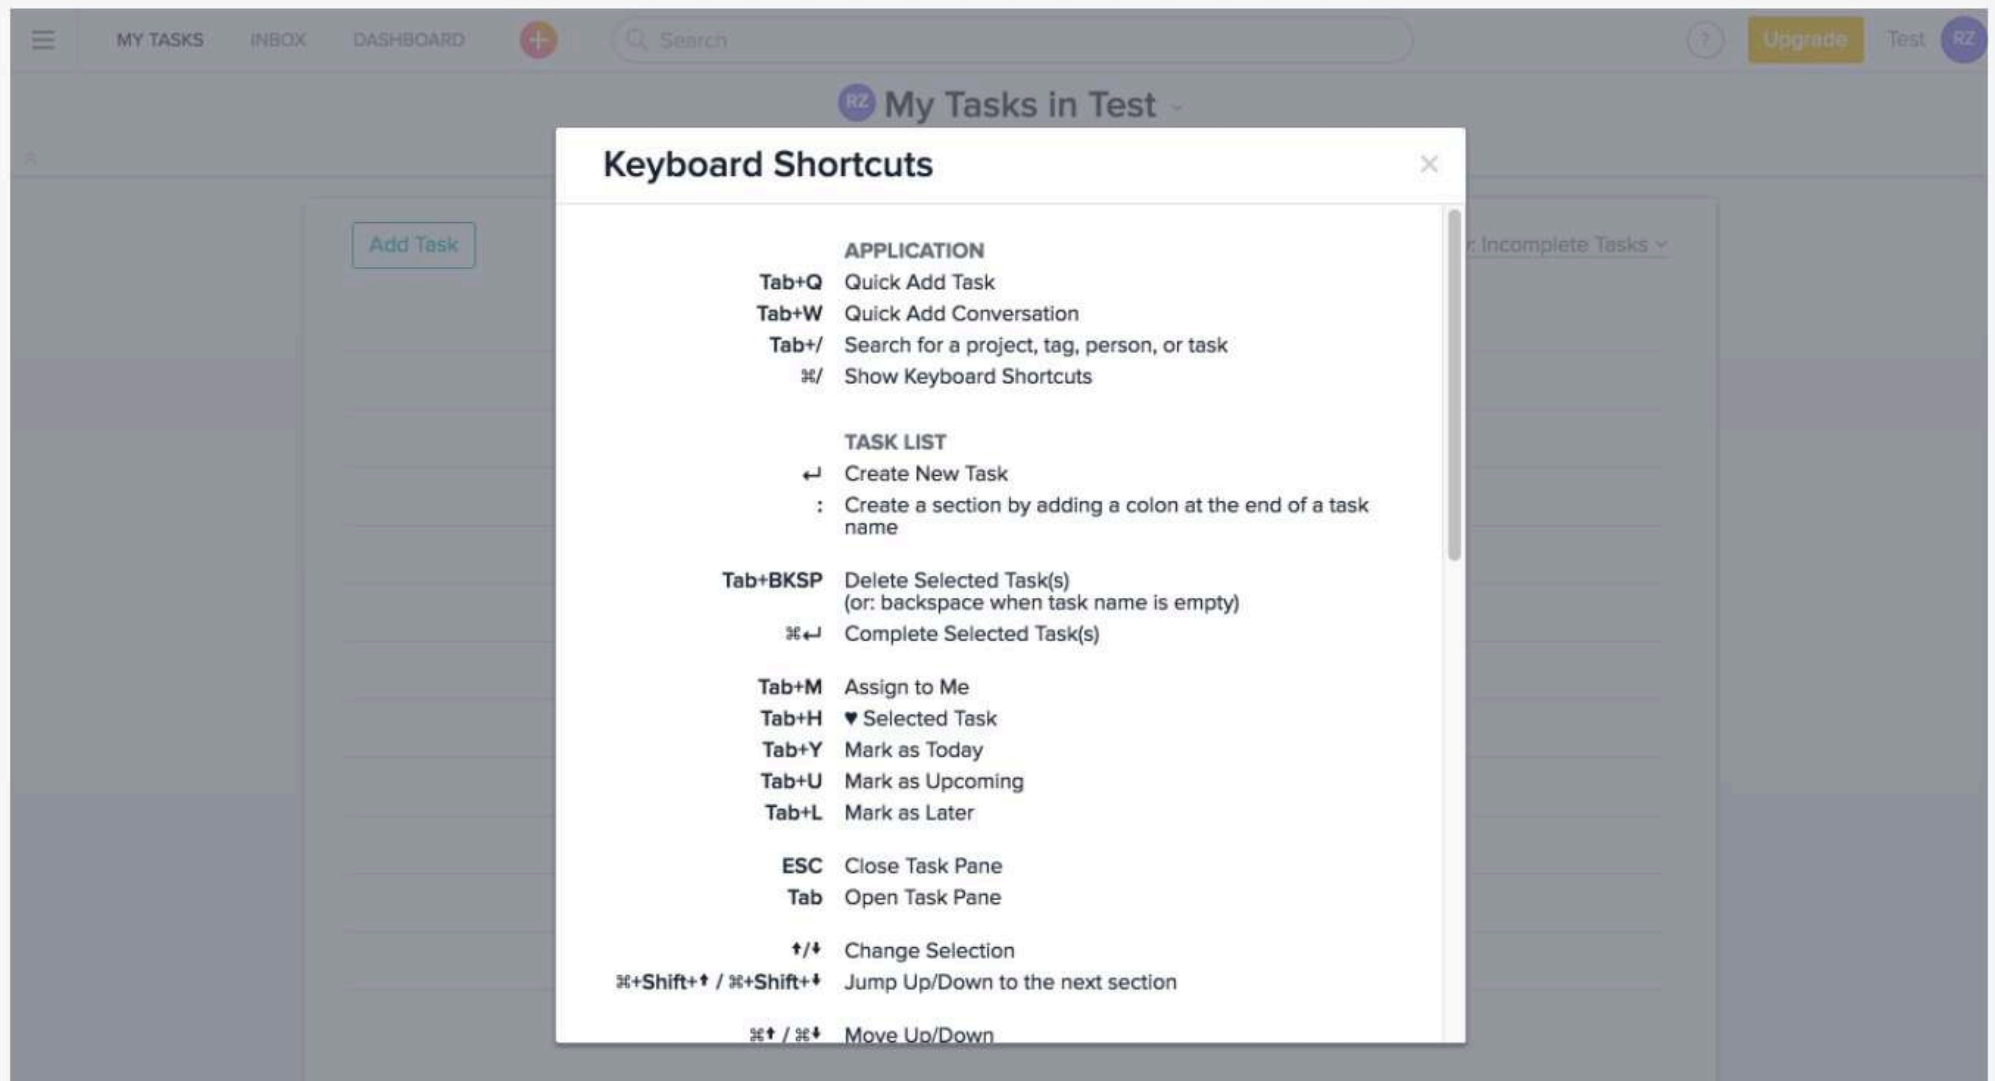 MY TASKS INBOX DASHBOARD Search ? Upgrade Test RZ
RZ My Tasks in Test
Keyboard Shortcuts
Add Task
: Incomplete Tasks
APPLICATION
Tab+Q Quick Add Task
Tab+W Quick Add Conversation
Tab+/ Search for a project, tag, person, or task
⌘/ Show Keyboard Shortcuts
TASK LIST
↵ Create New Task
: Create a section by adding a colon at the end of a task
name
Tab+BKSP Delete Selected Task(s)
(or: backspace when task name is empty)
⌘↵ Complete Selected Task(s)
Tab+M Assign to Me
Tab+H ♥ Selected Task
Tab+Y Mark as Today
Tab+U Mark as Upcoming
Tab+L Mark as Later
ESC Close Task Pane
Tab Open Task Pane
⬆/⬇ Change Selection
⌘+Shift+⬆ / ⌘+Shift+⬇ Jump Up/Down to the next section
⌘⬆ / ⌘⬇ Move Up/Down